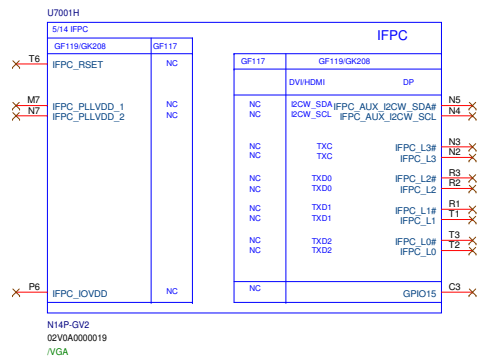 U7001H
5/14 IFPC
IFPC
GF119/GK208 GF117
T6 IFPC_RSET NC
GF117 GF119/GK208
DVI/HDMI DP
M7 IFPC_PLLVDD_1 NC
N7 IFPC_PLLVDD_2 NC
NC I2CW_SDA IFPC_AUX_I2CW_SDA# N5
NC I2CW_SCL IFPC_AUX_I2CW_SCL N4
NC TXC IFPC_L3# N3
NC TXC IFPC_L3 N2
NC TXD0 IFPC_L2# R3
NC TXD0 IFPC_L2 R2
NC TXD1 IFPC_L1# R1
NC TXD1 IFPC_L1 T1
NC TXD2 IFPC_L0# T3
NC TXD2 IFPC_L0 T2
P6 IFPC_IOVDD NC
NC GPIO15 C3
N14P-GV2
02V0A0000019
/VGA